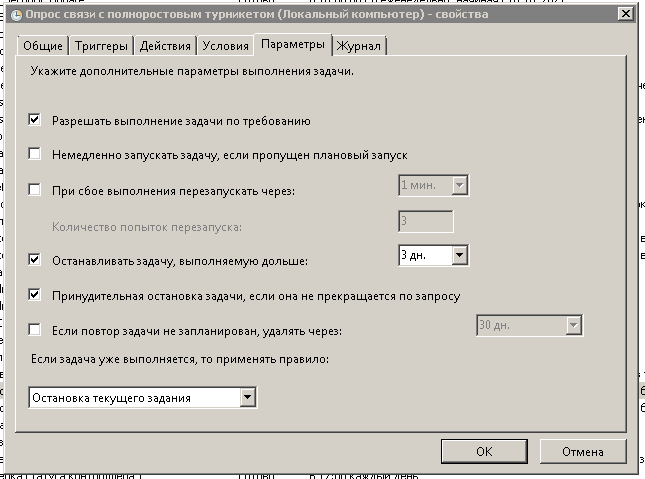 Опрос связи с полноростовым турникетом (Локальный компьютер) - свойства
Общие Триггеры Действия Условия Параметры Журнал
Укажите дополнительные параметры выполнения задачи.
Разрешать выполнение задачи по требованию
Немедленно запускать задачу, если пропущен плановый запуск
При сбое выполнения перезапускать через: 1 мин.
Количество попыток перезапуска: 3
Останавливать задачу, выполняемую дольше: 3 дн.
Принудительная остановка задачи, если она не прекращается по запросу
Если повтор задачи не запланирован, удалять через: 30 дн.
Если задача уже выполняется, то применять правило:
Остановка текущего задания
OK Отмена